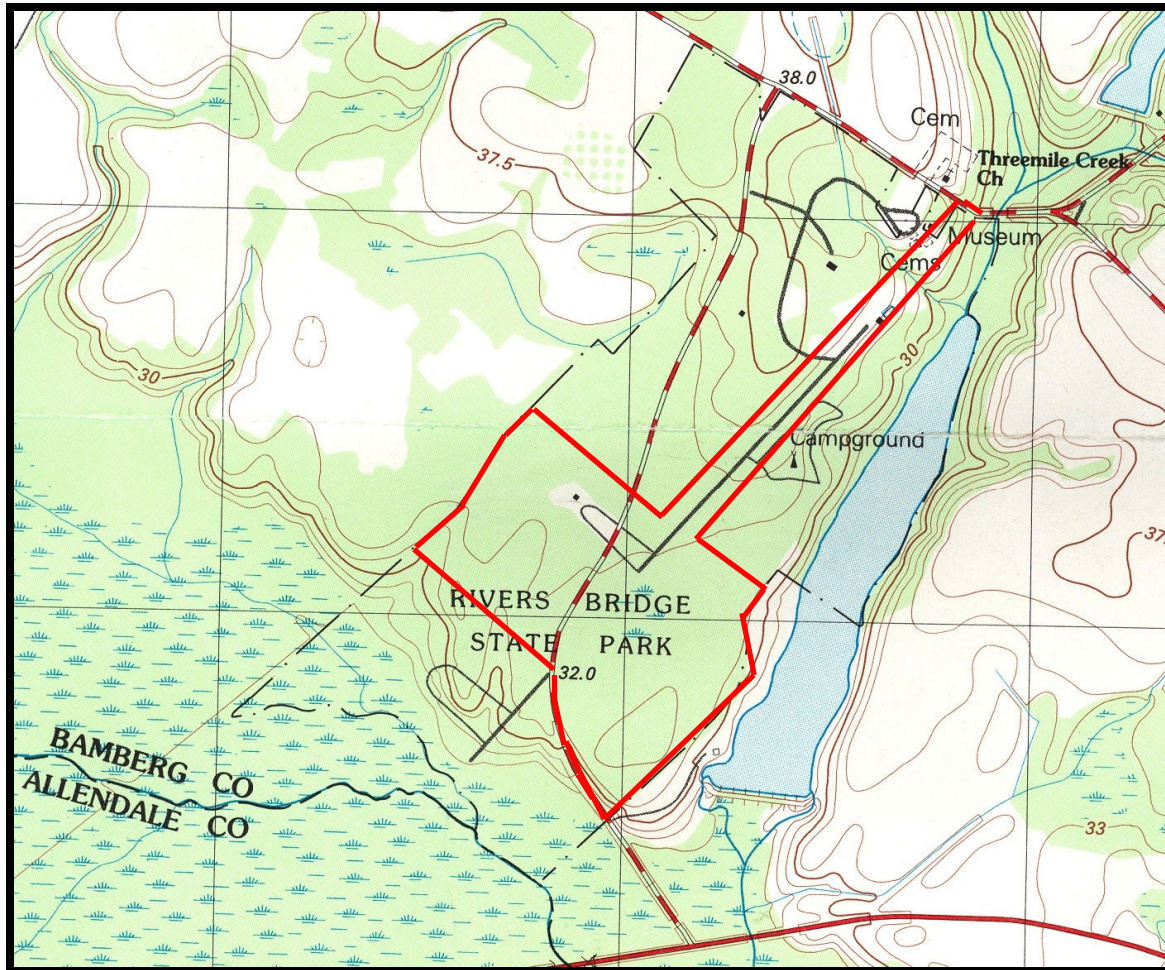 38.0
Cem
Threemile Creek
Ch
37.5
Museum
Cems
30
30
Campground
RIVERS BRIDGE
STATE PARK
32.0
BAMBERG CO
ALLENDALE CO
33